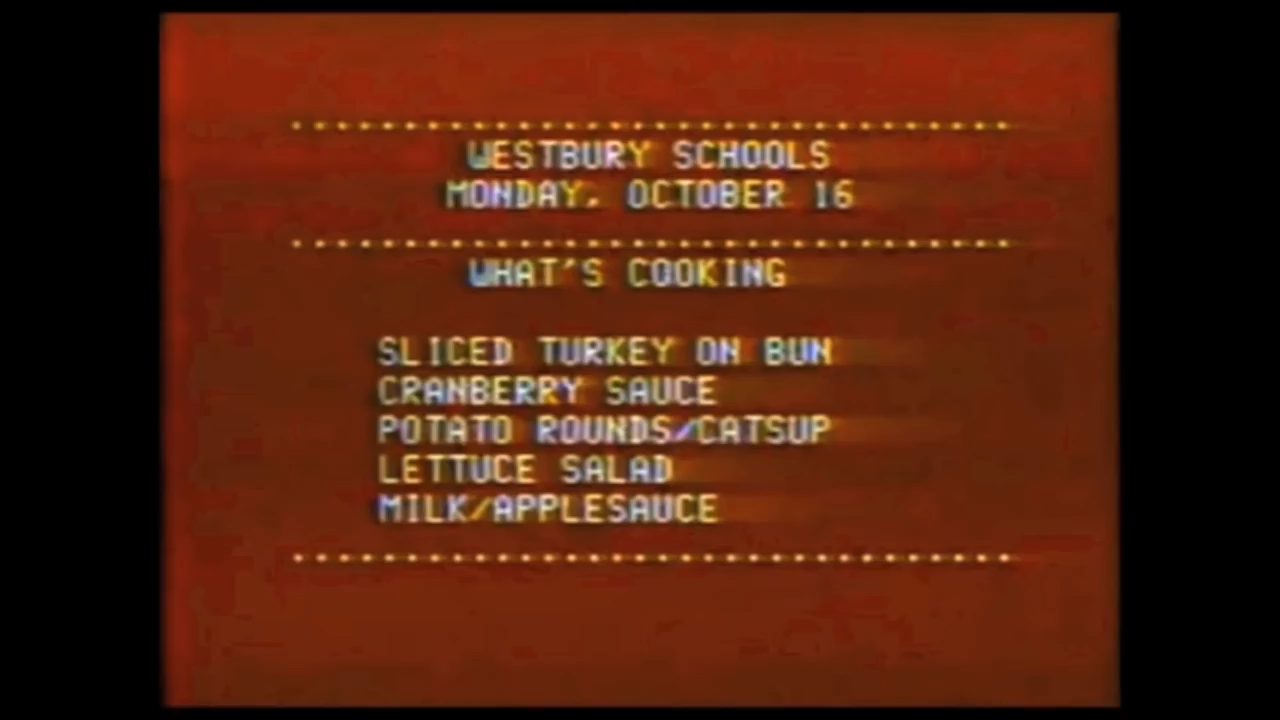 WESTBURY SCHOOLS
MONDAY, OCTOBER 16
WHAT'S COOKING
SLICED TURKEY ON BUN
CRANBERRY SAUCE
POTATO ROUNDS/CATSUP
LETTUCE SALAD
MILK/APPLESAUCE